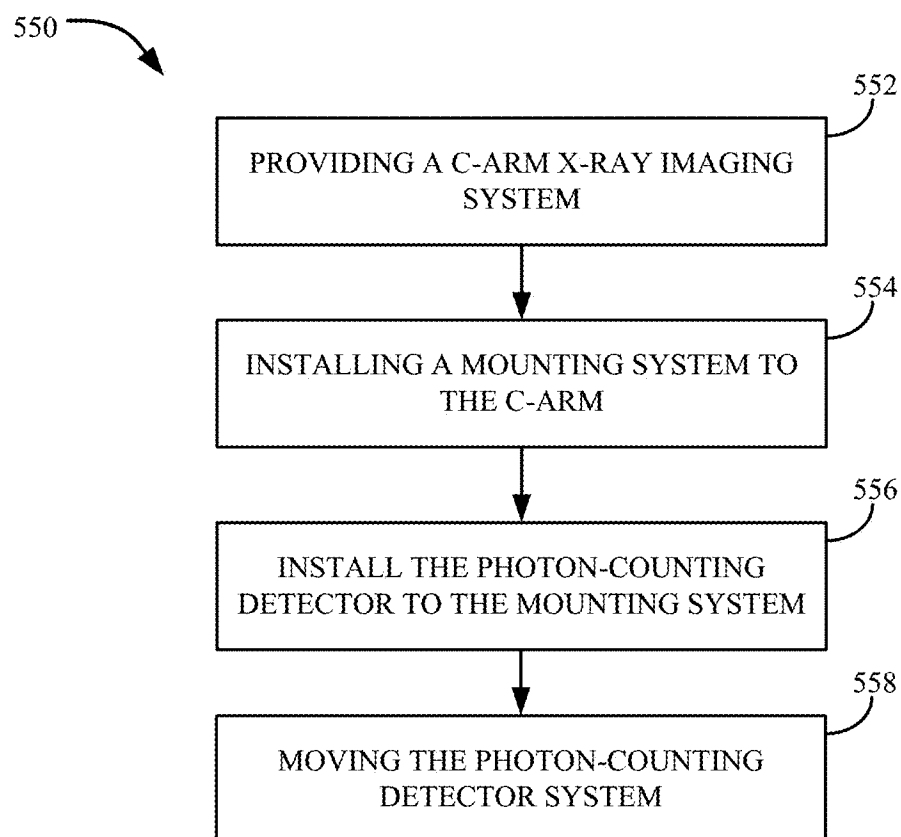 550
552
PROVIDING A C-ARM X-RAY IMAGING
SYSTEM
554
INSTALLING A MOUNTING SYSTEM TO
THE C-ARM
556
INSTALL THE PHOTON-COUNTING
DETECTOR TO THE MOUNTING SYSTEM
558
MOVING THE PHOTON-COUNTING
DETECTOR SYSTEM